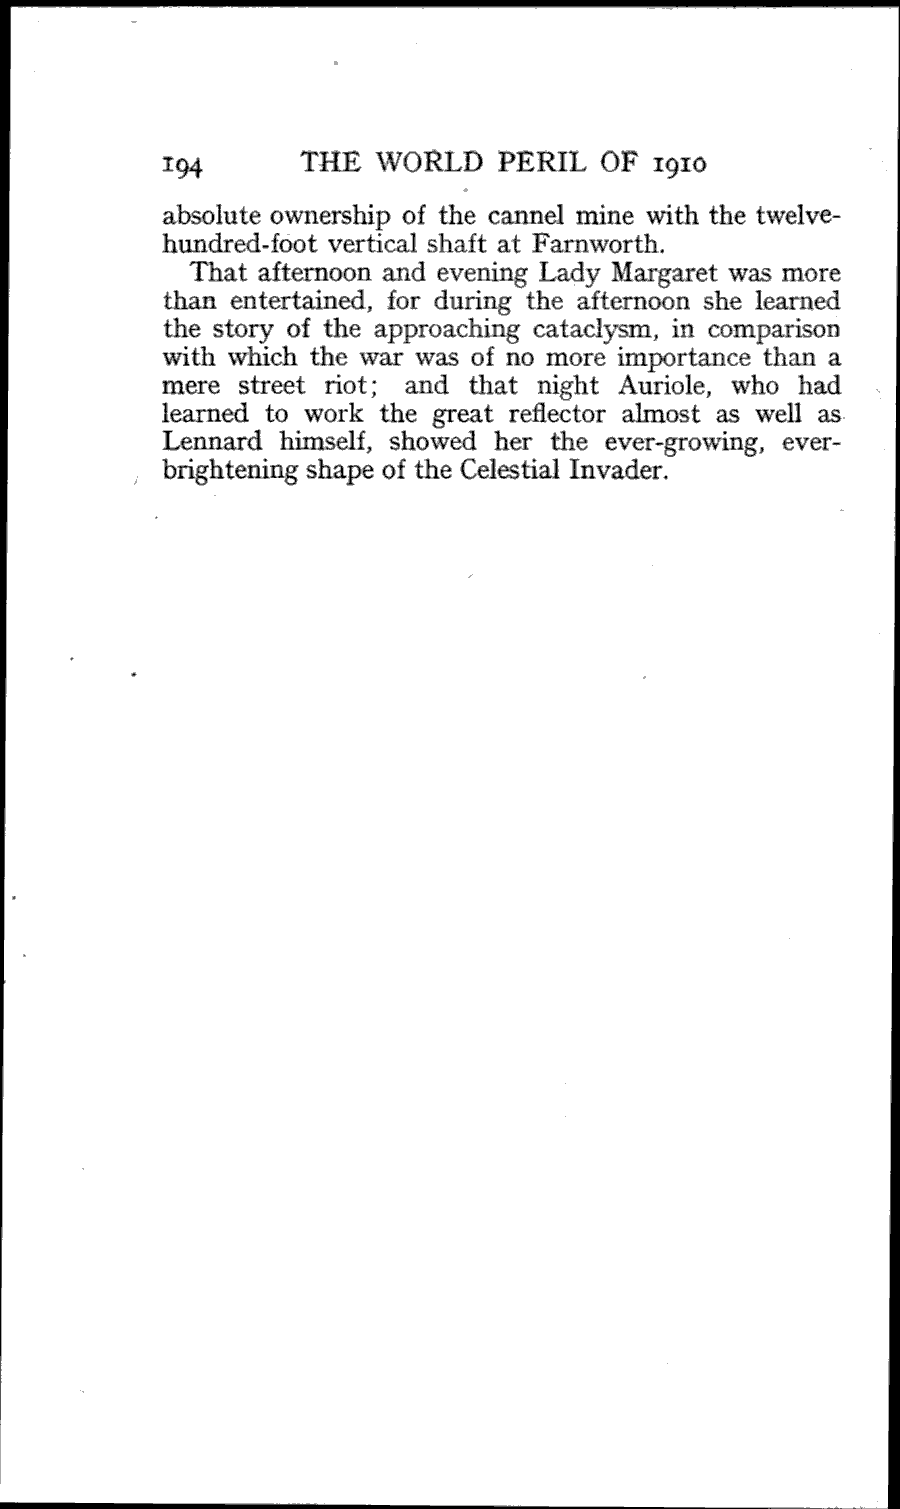 194 THE WORLD PERIL OF 1910
absolute ownership of the cannel mine with the twelve-
hundred-foot vertical shaft at Farnworth.
That afternoon and evening Lady Margaret was more
than entertained, for during the afternoon she learned
the story of the approaching cataclysm, in comparison
with which the war was of no more importance than a
mere street riot; and that night Auriole, who had
learned to work the great reflector almost as well as
Lennard himself, showed her the ever-growing, ever-
brightening shape of the Celestial Invader.